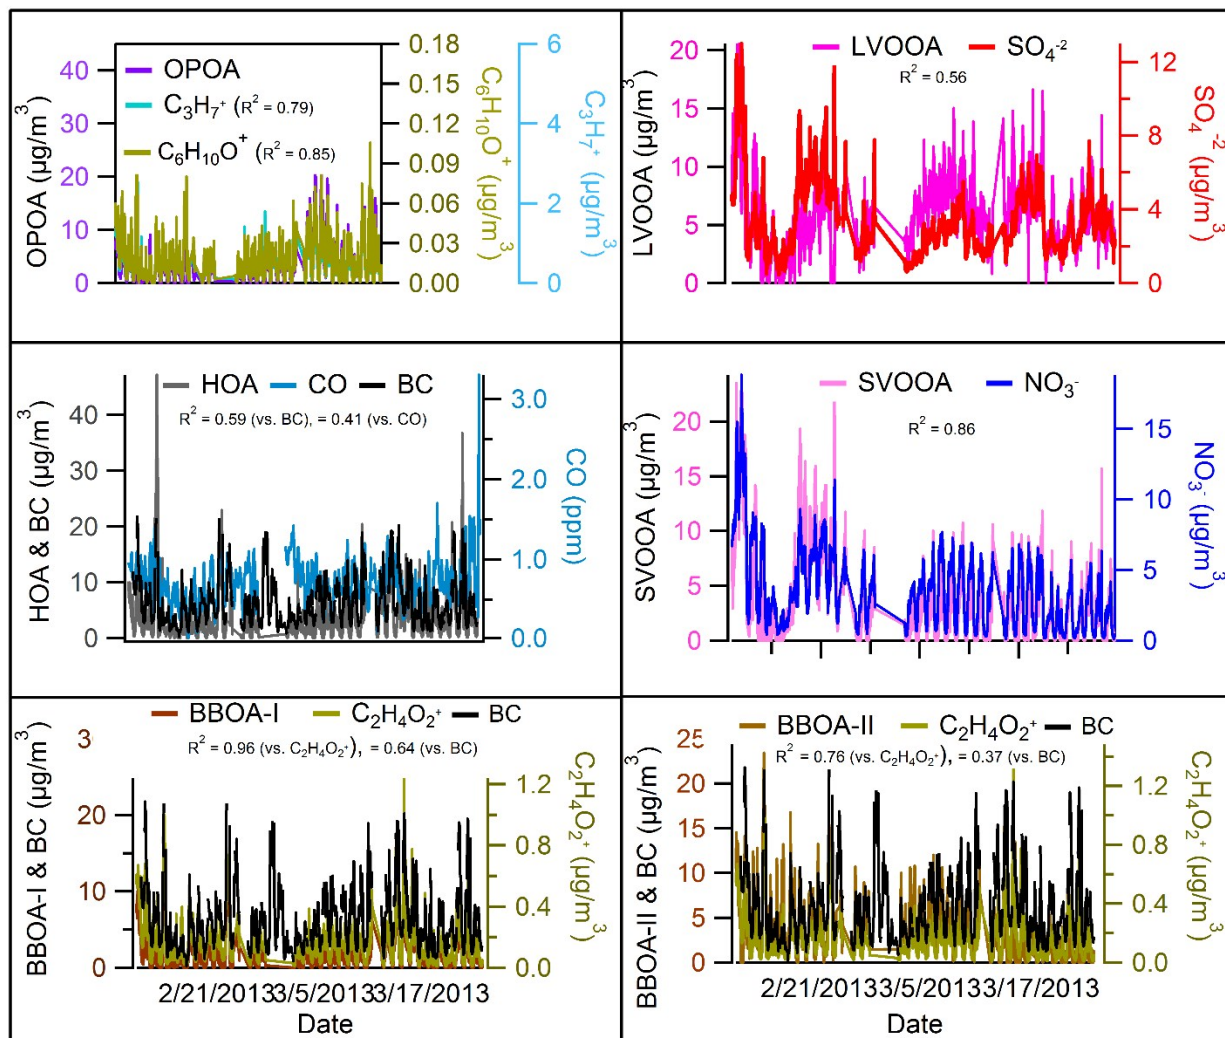 OPOA
C₃H₇⁺ (R² = 0.79)
C₆H₁₀O⁺ (R² = 0.85)
OPOA (µg/m³)
40
30
20
10
0
0.18
0.15
0.12
0.09
0.06
0.03
0.00
C₆H₁₀O⁺ (µg/m³)
6
4
2
0
C₃H₇⁺ (µg/m³)
LVOOA SO₄⁻²
R² = 0.56
LVOOA (µg/m³)
20
15
10
5
0
12
8
4
0
SO₄⁻² (µg/m³)
HOA CO BC
R² = 0.59 (vs. BC), = 0.41 (vs. CO)
HOA & BC (µg/m³)
40
30
20
10
0
3.0
2.0
1.0
0.0
CO (ppm)
SVOOA NO₃⁻
R² = 0.86
SVOOA (µg/m³)
20
15
10
5
0
15
10
5
0
NO₃⁻ (µg/m³)
BBOA-I C₂H₄O₂⁺ BC
R² = 0.96 (vs. C₂H₄O₂⁺), = 0.64 (vs. BC)
BBOA-I & BC (µg/m³)
3
20
10
0
1.2
0.8
0.4
0.0
C₂H₄O₂⁺ (µg/m³)
2/21/2013 3/5/2013 3/17/2013
Date
BBOA-II C₂H₄O₂⁺ BC
R² = 0.76 (vs. C₂H₄O₂⁺), = 0.37 (vs. BC)
BBOA-II & BC (µg/m³)
25
20
15
10
5
0
1.2
0.8
0.4
0.0
C₂H₄O₂⁺ (µg/m³)
2/21/2013 3/5/2013 3/17/2013
Date